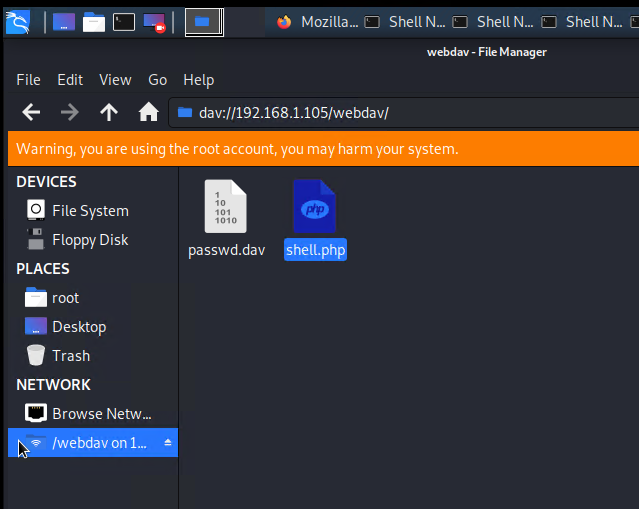 Mozilla... Shell N... Shell N... Shell N...
webdav - File Manager
File Edit View Go Help
dav://192.168.1.105/webdav/
Warning, you are using the root account, you may harm your system.
DEVICES
File System
Floppy Disk
PLACES
root
Desktop
Trash
NETWORK
Browse Netw...
/webdav on 1...
1
10
101
1010
passwd.dav
php
shell.php